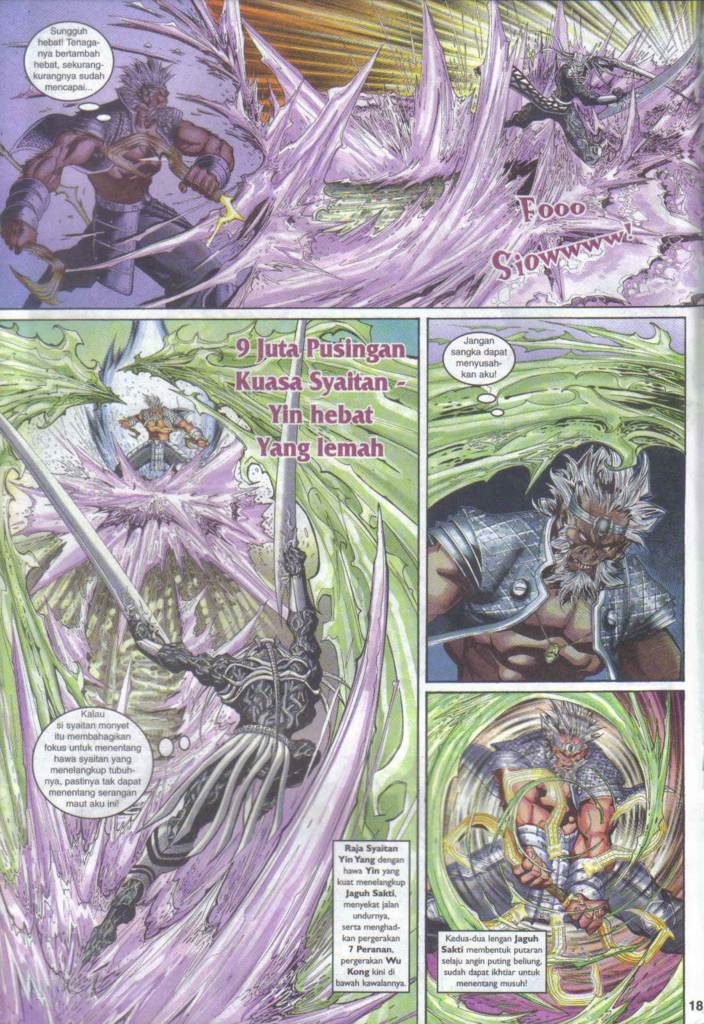 Sungguh
hebat! Tenaga-
nya bertambah
hebat, sekurang-
kurangnya sudah
mencapai...
Fooo
Siowwww!
9 Juta Pusingan
Kuasa Syaitan -
Yin hebat
Yang lemah
Kalau
si syaitan monyet
itu membahagikan
fokus untuk menentang
hawa syaitan yang
menelangkup tubuh-
nya, pastinya tak dapat
menentang serangan
maut aku ini!
Raja Syaitan
Yin Yang dengan
hawa Yin yang
kuat menelangkup
Jaguh Sakti,
menyekat jalan
undurnya,
serta menghad-
kan pergerakan
7 Peranan,
pergerakan Wu
Kong kini di
bawah kawalannya.
Jangan
sangka dapat
menyusah-
kan aku!
Kedua-dua lengan Jaguh
Sakti membentuk putaran
selaju angin puting beliung,
sudah dapat ikhtiar untuk
menentang musuh!
18